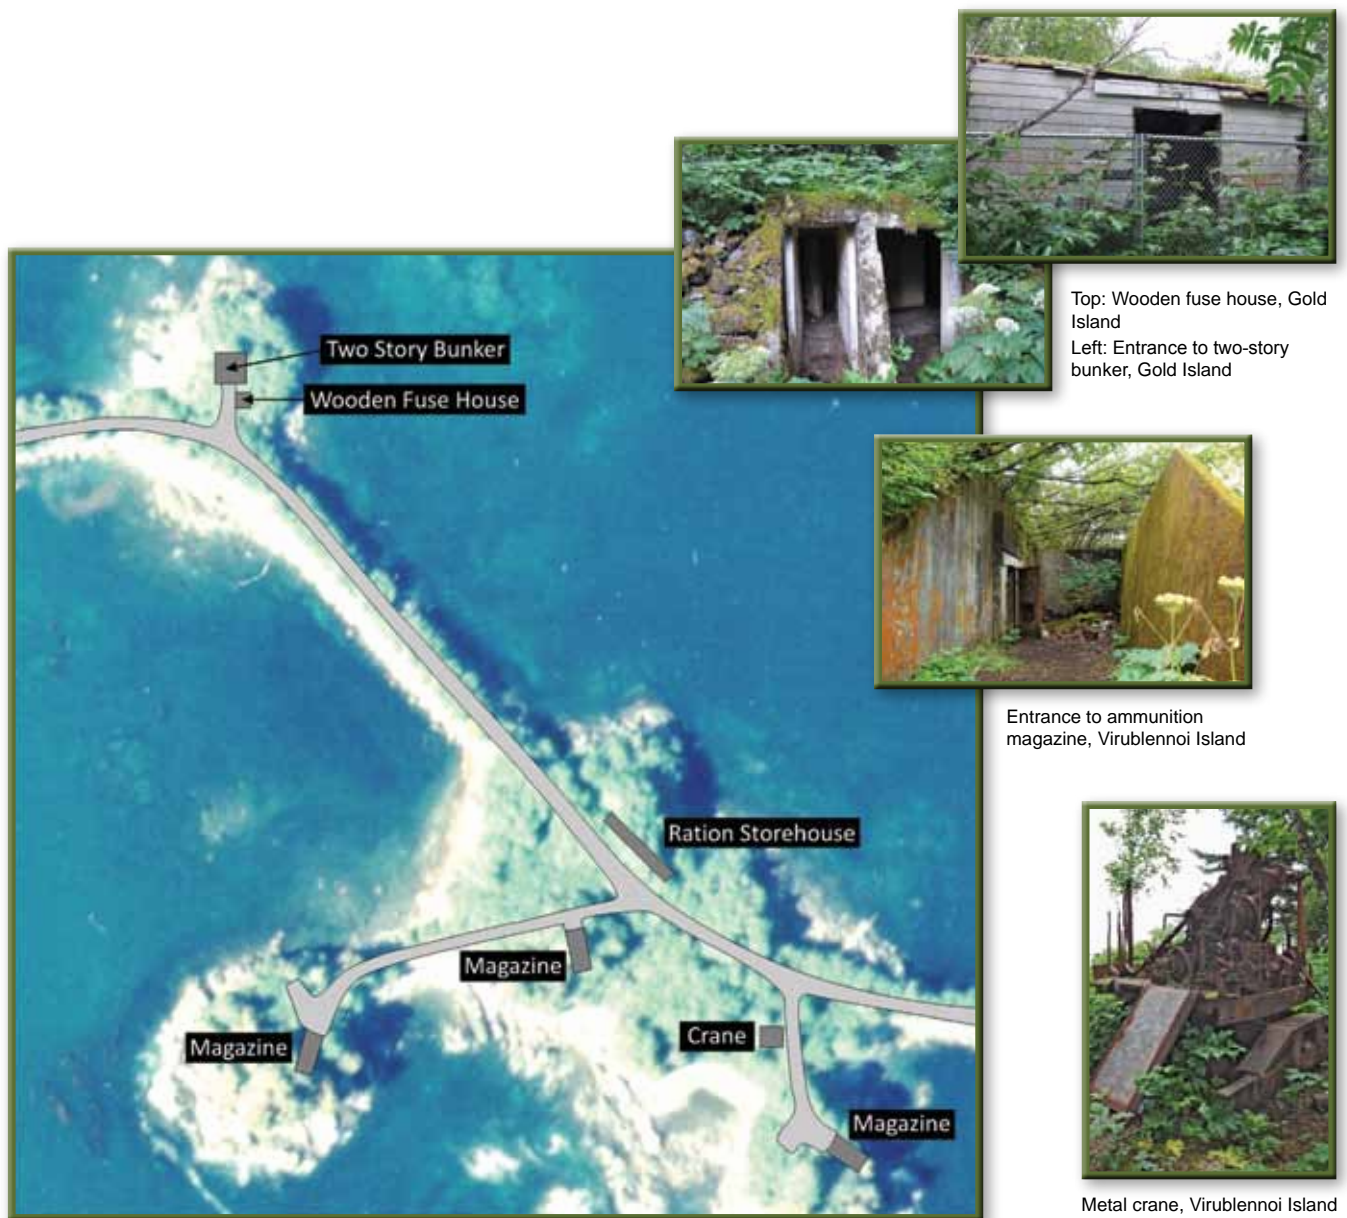 Top: Wooden fuse house, Gold
Island
Left: Entrance to two-story
bunker, Gold Island
Two Story Bunker
Wooden Fuse House
Entrance to ammunition
magazine, Virublennoi Island
Ration Storehouse
Magazine
Crane
Magazine
Magazine
Metal crane, Virublennoi Island